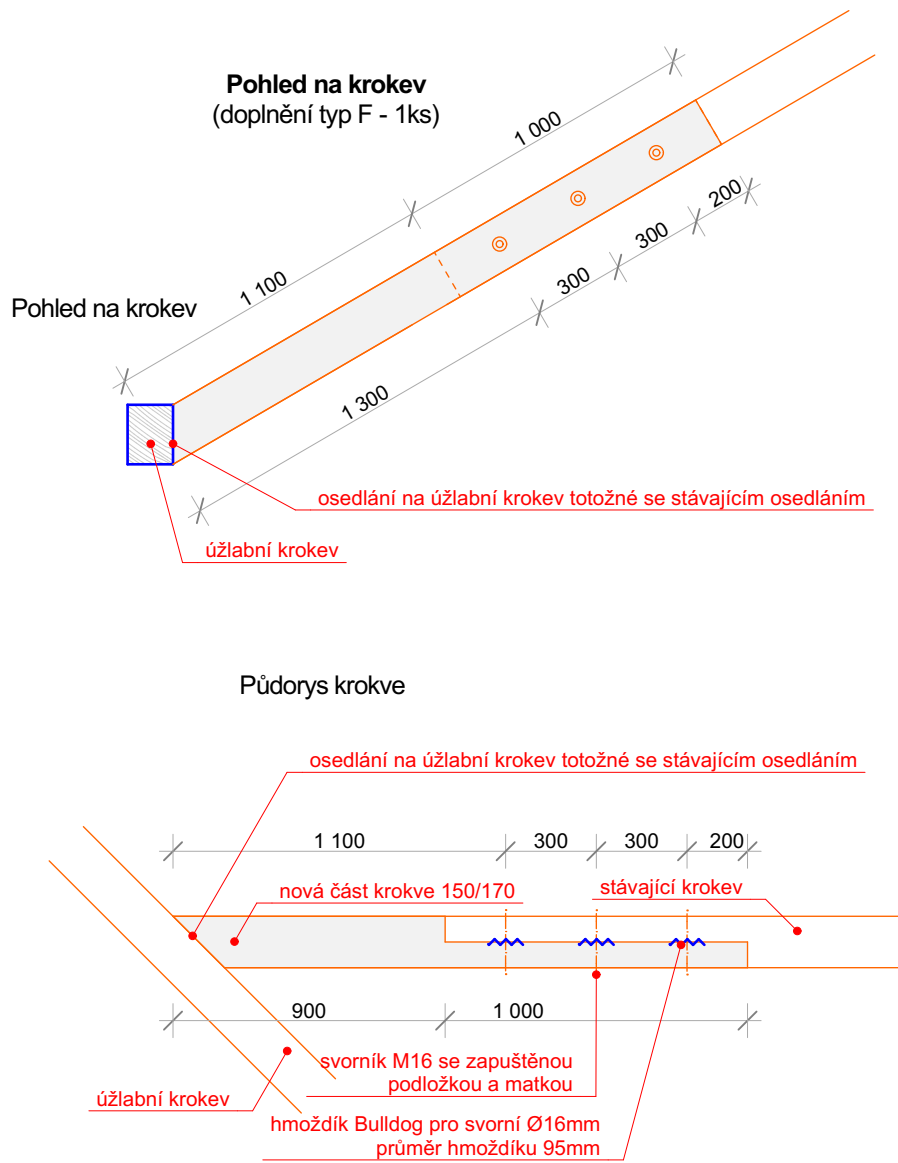 Pohled na krokev
(doplnění typ F - 1ks)
1 000
200
300
300
1 100
Pohled na krokev
1 300
osedlání na úžlabní krokev totožné se stávajícím osedláním
úžlabní krokev
Půdorys krokve
osedlání na úžlabní krokev totožné se stávajícím osedláním
1 100
300
300
200
nová část krokve 150/170
stávající krokev
900
1 000
svorník M16 se zapuštěnou
podložkou a matkou
úžlabní krokev
hmoždík Bulldog pro svorní Ø16mm
průměr hmoždíku 95mm